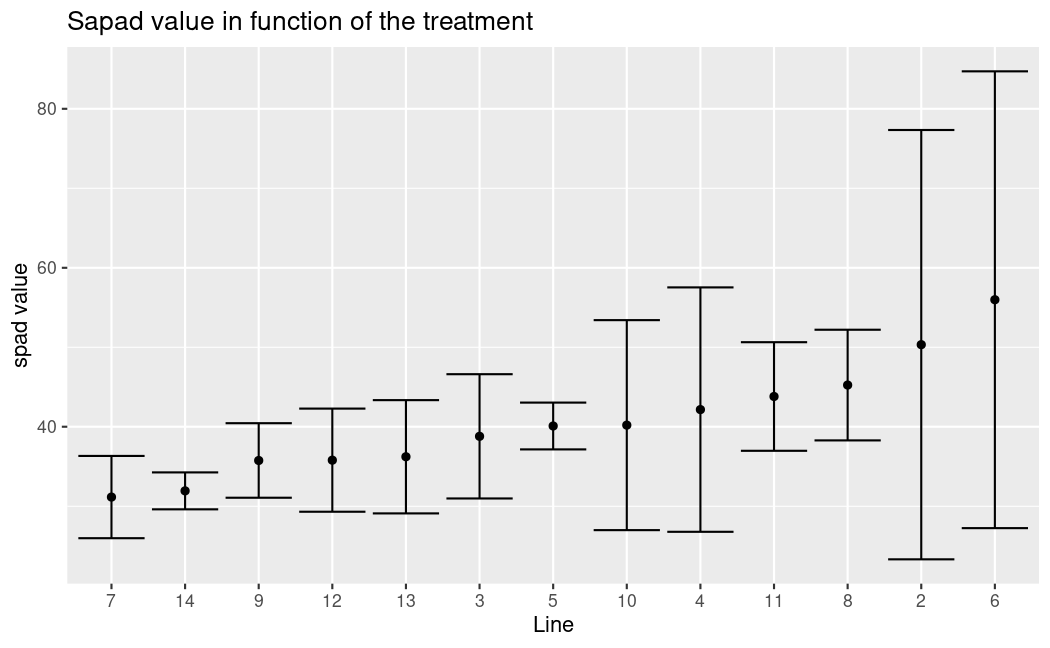 Sapad value in function of the treatment
spad value
80
60
40
7 14 9 12 13 3 5 10 4 11 8 2 6
Line